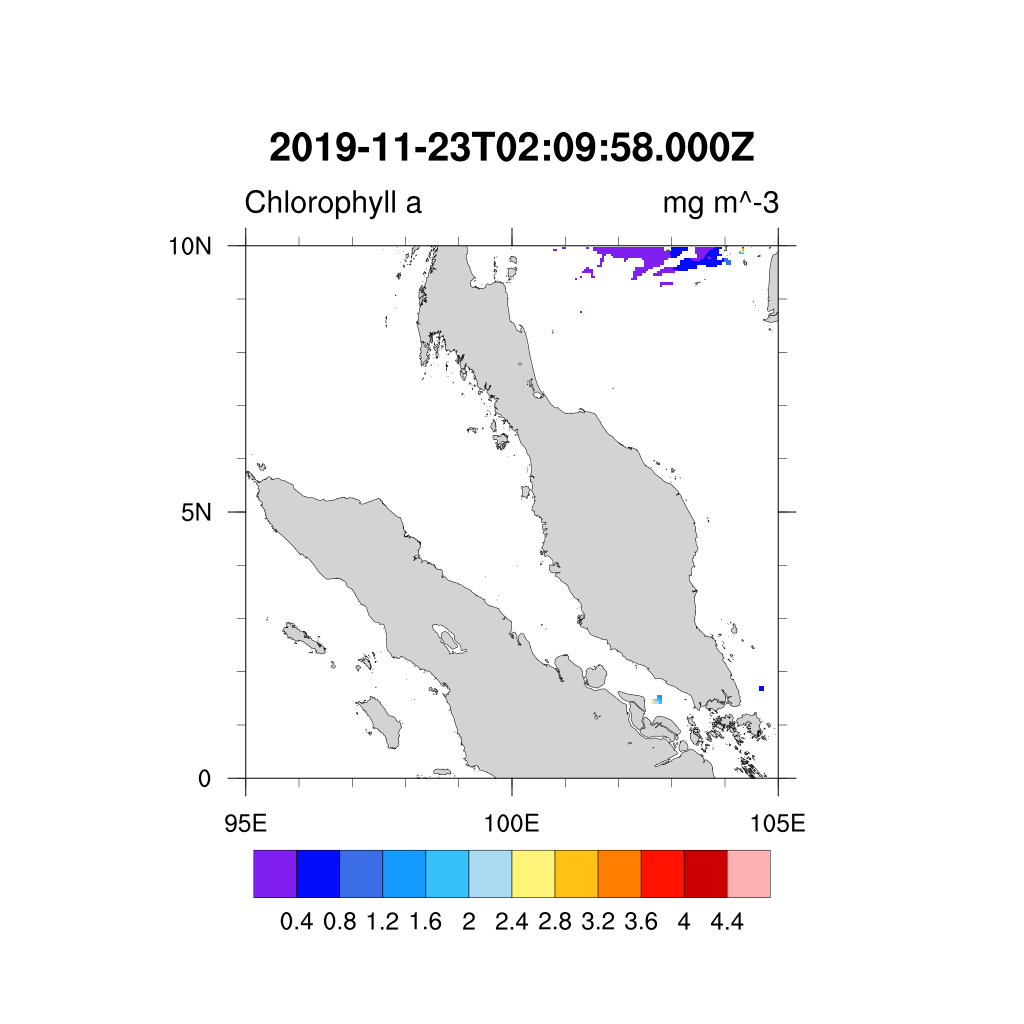 2019-11-23T02:09:58.000Z
Chlorophyll a mg m^-3
10N
5N
0
95E 100E 105E
0.4 0.8 1.2 1.6 2 2.4 2.8 3.2 3.6 4 4.4